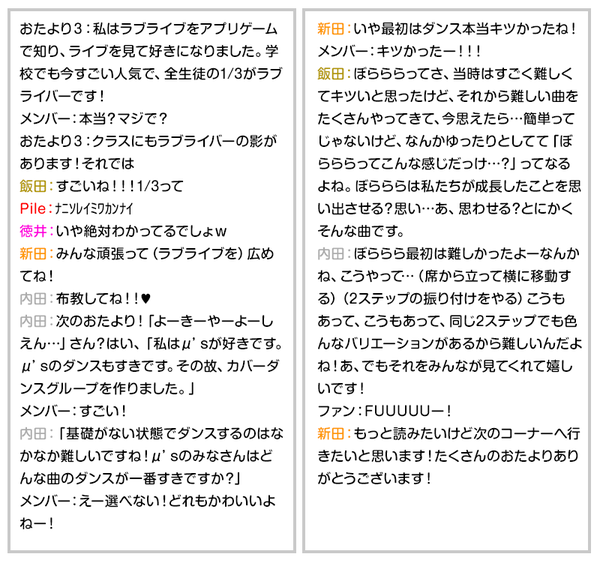 おたより3：私はラブライブをアプリゲーム
で知り、ライブを見て好きになりました。学
校でも今すごい人気で、全生徒の1/3がラブ
ライバーです！
メンバー：本当？マジで？
おたより3：クラスにもラブライバーの影が
あります！それでは
飯田：すごいね！！！1/3って
Pile：ﾅﾆｿﾚｲﾐﾜｶﾝﾅｲ
徳井：いや絶対わかってるでしょw
新田：みんな頑張って（ラブライブを）広め
てね！
内田：布教してね！！♥
内田：次のおたより！「よーきーやーよーし
えん…」さん？はい、「私はμ’sが好きです。
μ’sのダンスもすきです。その故、カバーダ
ンスグループを作りました。」
メンバー：すごい！
内田：「基礎がない状態でダンスするのはな
かなか難しいですね！μ’sのみなさんはど
んな曲のダンスが一番すきですか？」
メンバー：えー選べない！どれもかわいいよ
ねー！
新田：いや最初はダンス本当キツかったね！
メンバー：キツかったー！！！
飯田：ぼらららってさ、当時はすごく難しく
てキツいと思ったけど、それから難しい曲を
たくさんやってきて、今思えたら…簡単って
じゃないけど、なんかゆったりとしてて「ぼ
らららってこんな感じだっけ…？」ってなる
よね。ぼらららは私たちが成長したことを思
い出させる？思い…あ、思わせる？とにかく
そんな曲です。
内田：ぼららら最初は難しかったよーなんか
ね、こうやって…（席から立って横に移動す
る）（2ステップの振り付けをやる）こうも
あって、こうもあって、同じ2ステップでも色
んなバリエーションがあるから難しいんだよ
ね！あ、でもそれをみんなが見てくれて嬉し
いです！
ファン：FUUUUUー！
新田：もっと読みたいけど次のコーナーへ行
きたいと思います！たくさんのおたよりあり
がとうございます！